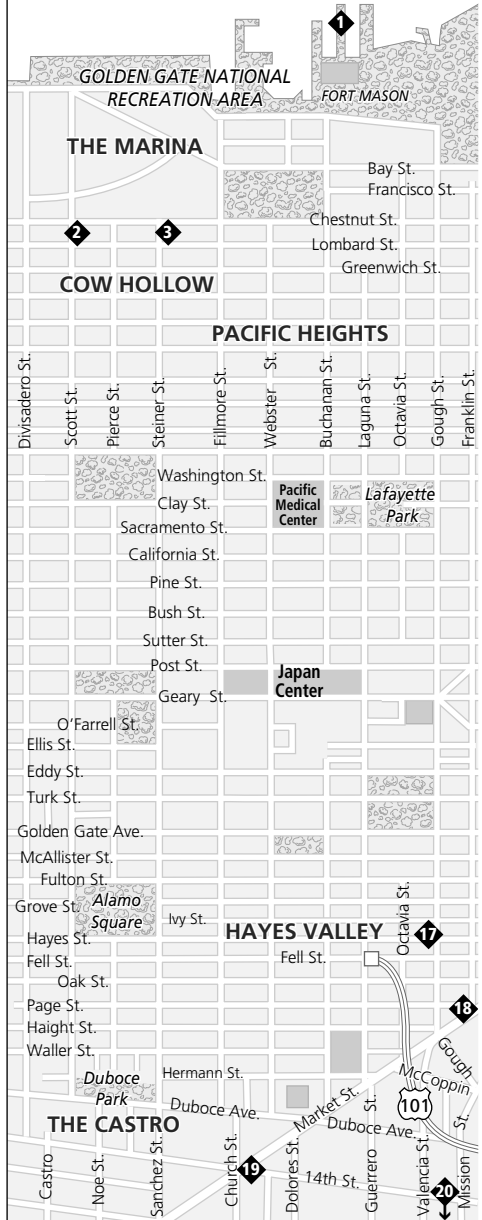 1
GOLDEN GATE NATIONAL
RECREATION AREA
FORT MASON
THE MARINA
Bay St.
Francisco St.
Chestnut St.
2
3
Lombard St.
Greenwich St.
COW HOLLOW
PACIFIC HEIGHTS
Divisadero St.
Scott St.
Pierce St.
Steiner St.
Fillmore St.
Webster St.
Buchanan St.
Laguna St.
Octavia St.
Gough St.
Franklin St.
Washington St.
Clay St.
Sacramento St.
Pacific
Medical
Center
Lafayette
Park
California St.
Pine St.
Bush St.
Sutter St.
Post St.
Geary St.
Japan
Center
O'Farrell St.
Ellis St.
Eddy St.
Turk St.
Golden Gate Ave.
McAllister St.
Fulton St.
Grove St.
Alamo
Square
Ivy St.
Hayes St.
HAYES VALLEY
Octavia St.
17
Fell St.
Fell St.
Oak St.
Page St.
18
Haight St.
Waller St.
Gough
McCoppin
St.
Hermann St.
Duboce
Park
Duboce Ave.
Market St.
Duboce Ave.
101
THE CASTRO
Castro
Noe St.
Sanchez St.
Church St.
19
Dolores St.
14th St.
Guerrero St.
Valencia St.
Mission
20